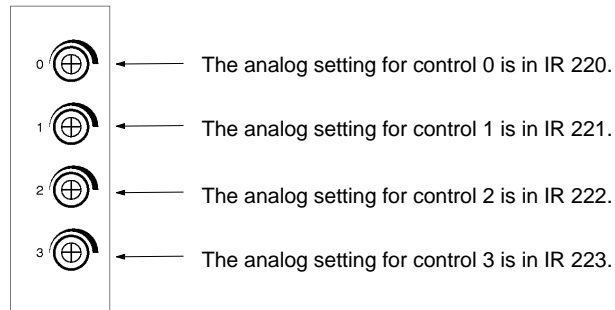 0 The analog setting for control 0 is in IR 220.
1 The analog setting for control 1 is in IR 221.
2 The analog setting for control 2 is in IR 222.
3 The analog setting for control 3 is in IR 223.